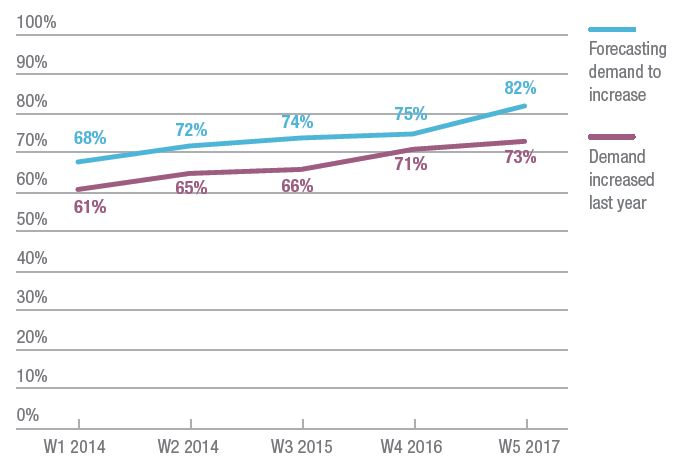 100%
90%
80%
70%
60%
50%
40%
30%
20%
10%
0%
68%
72%
74%
75%
82%
61%
65%
66%
71%
73%
W1 2014
W2 2014
W3 2015
W4 2016
W5 2017
Forecasting
demand to
increase
Demand
increased
last year